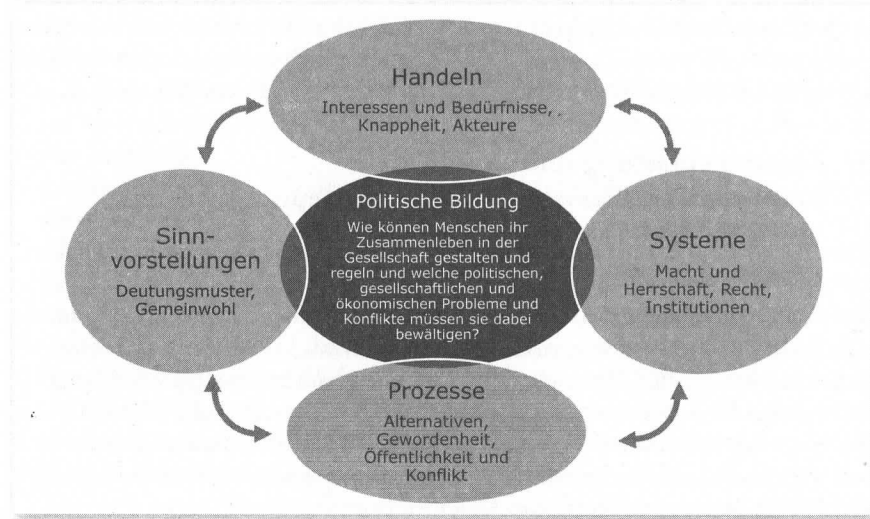 Handeln
Interessen und Bedürfnisse,
Knappheit, Akteure
Politische Bildung
Wie können Menschen ihr
Zusammenleben in der
Gesellschaft gestalten und
regeln und welche politischen,
gesellschaftlichen und
ökonomischen Probleme und
Konflikte müssen sie dabei
bewältigen?
Sinn-
vorstellungen
Deutungsmuster,
Gemeinwohl
Systeme
Macht und
Herrschaft, Recht,
Institutionen
Prozesse
Alternativen,
Gewordenheit,
Öffentlichkeit und
Konflikt